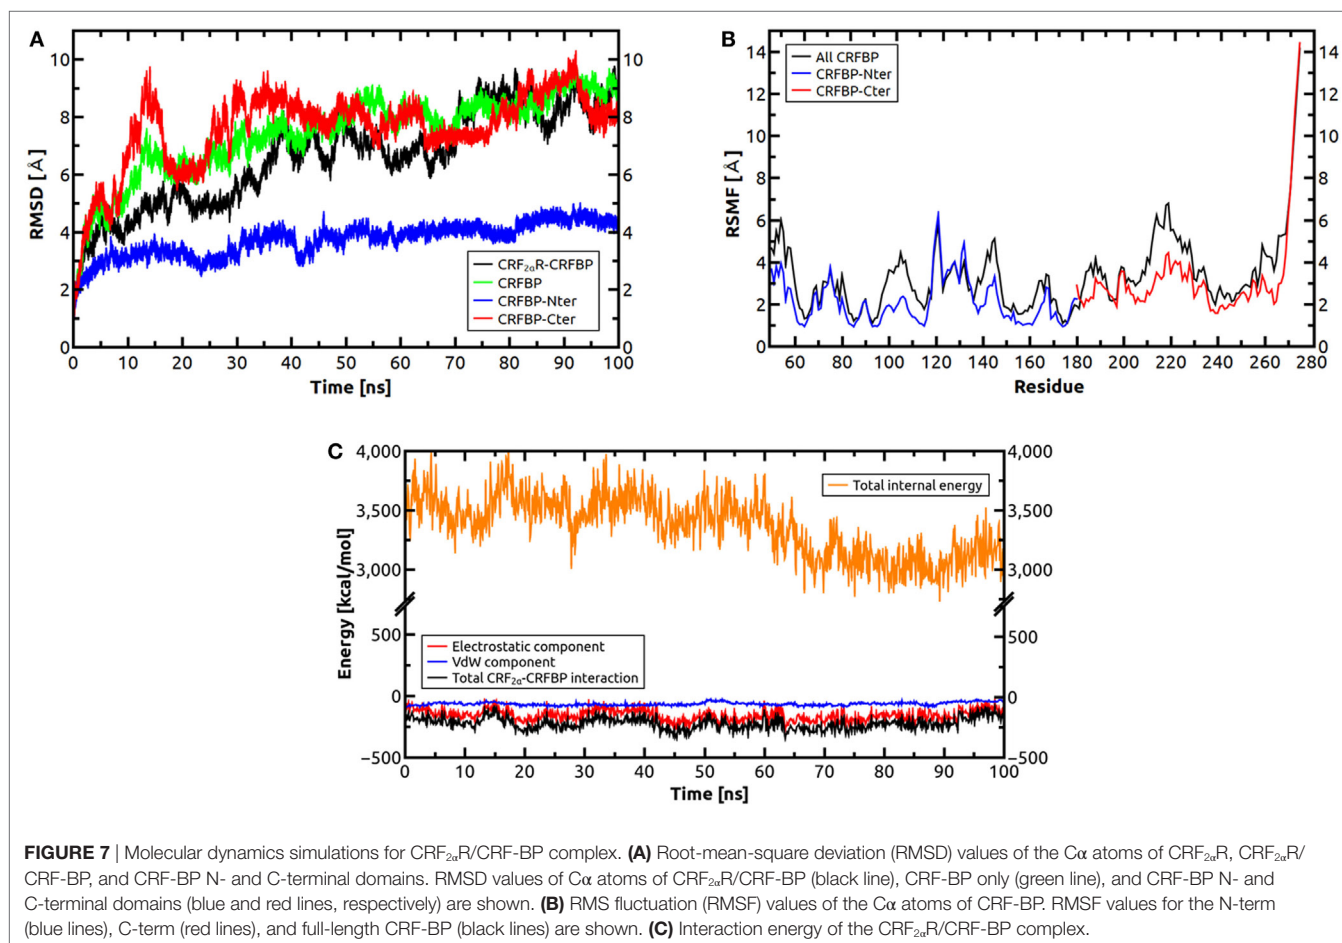 A
RMSD [Å]
10
8
6
4
2
0
10
8
6
4
2
0
CRF2αR-CRFBP
CRFBP
CRFBP-Nter
CRFBP-Cter
0 10 20 30 40 50 60 70 80 90 100
Time [ns]
B
RSMF [Å]
14
12
10
8
6
4
2
0
14
12
10
8
6
4
2
0
All CRFBP
CRFBP-Nter
CRFBP-Cter
60 80 100 120 140 160 180 200 220 240 260 280
Residue
C
Energy [kcal/mol]
4,000
3,500
3,000
500
0
−500
4,000
3,500
3,000
500
0
−500
Total internal energy
Electrostatic component
VdW component
Total CRF2α-CRFBP interaction
0 10 20 30 40 50 60 70 80 90 100
Time [ns]
FIGURE 7 | Molecular dynamics simulations for CRF2αR/CRF-BP complex. (A) Root-mean-square deviation (RMSD) values of the Cα atoms of CRF2αR, CRF2αR/
CRF-BP, and CRF-BP N- and C-terminal domains. RMSD values of Cα atoms of CRF2αR/CRF-BP (black line), CRF-BP only (green line), and CRF-BP N- and
C-terminal domains (blue and red lines, respectively) are shown. (B) RMS fluctuation (RMSF) values of the Cα atoms of CRF-BP. RMSF values for the N-term
(blue lines), C-term (red lines), and full-length CRF-BP (black lines) are shown. (C) Interaction energy of the CRF2αR/CRF-BP complex.